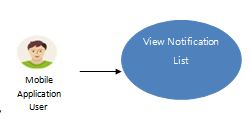 View Notification
List
Mobile
Application
User